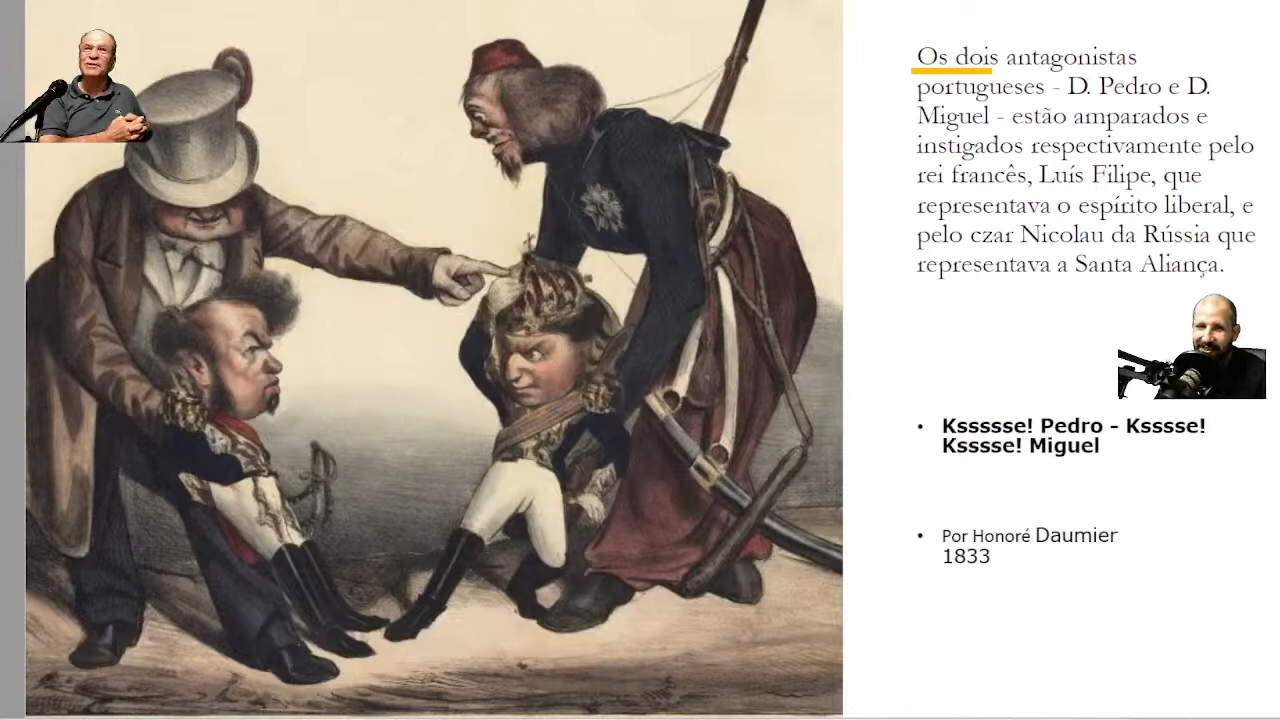 Os dois antagonistas
portugueses - D. Pedro e D.
Miguel - estão amparados e
instigados respectivamente pelo
rei francês, Luís Filipe, que
representava o espírito liberal, e
pelo czar Nicolau da Rússia que
representava a Santa Aliança.
• Kssssse! Pedro - Ksssse!
Ksssse! Miguel
• Por Honoré Daumier
1833